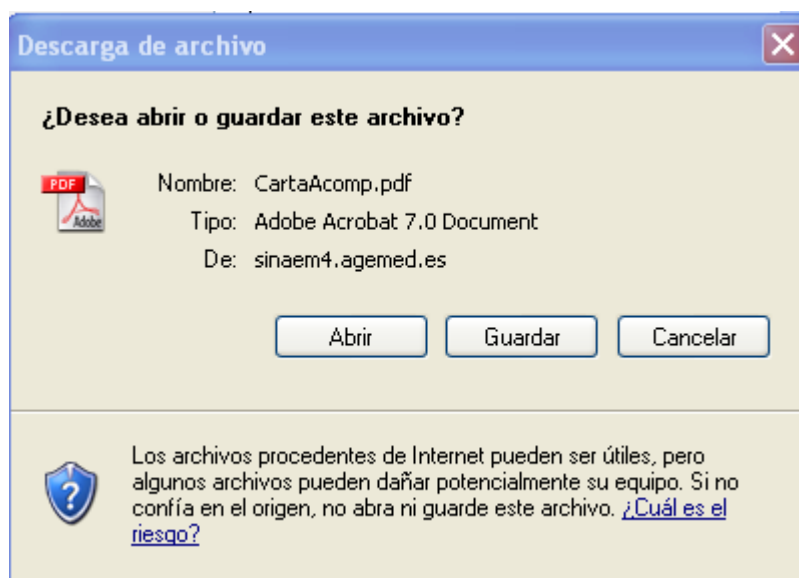 Descarga de archivo
¿Desea abrir o guardar este archivo?
PDF
Adobe
Nombre: CartaAcomp.pdf
Tipo: Adobe Acrobat 7.0 Document
De: sinaem4.agemed.es
Abrir Guardar Cancelar
Los archivos procedentes de Internet pueden ser útiles, pero
algunos archivos pueden dañar potencialmente su equipo. Si no
confía en el origen, no abra ni guarde este archivo. ¿Cuál es el
riesgo?